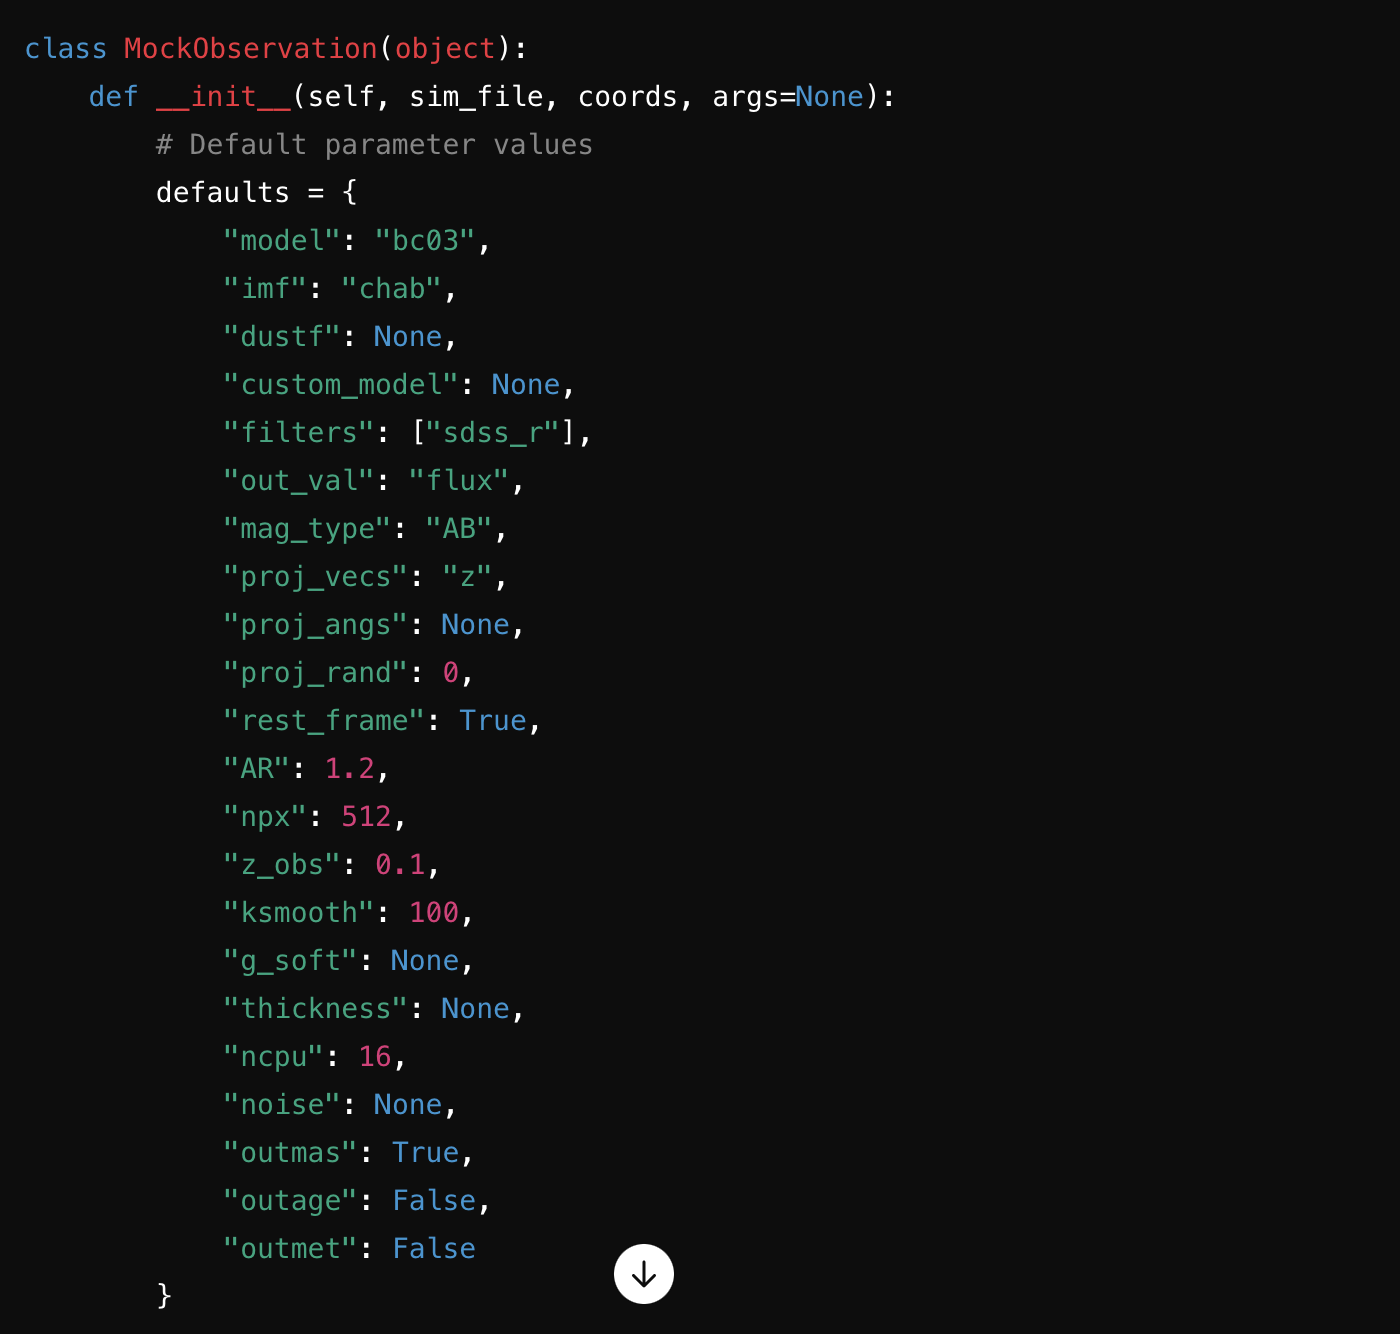 class MockObservation(object):
    def __init__(self, sim_file, coords, args=None):
        # Default parameter values
        defaults = {
            "model": "bc03",
            "imf": "chab",
            "dustf": None,
            "custom_model": None,
            "filters": ["sdss_r"],
            "out_val": "flux",
            "mag_type": "AB",
            "proj_vecs": "z",
            "proj_angs": None,
            "proj_rand": 0,
            "rest_frame": True,
            "AR": 1.2,
            "npx": 512,
            "z_obs": 0.1,
            "ksmooth": 100,
            "g_soft": None,
            "thickness": None,
            "ncpu": 16,
            "noise": None,
            "outmas": True,
            "outage": False,
            "outmet": False
        }